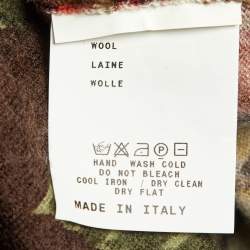 WOOL
LAINE
WOLLE
HAND WASH COLD
DO NOT BLEACH
COOL IRON / DRY CLEAN
DRY FLAT
MADE IN ITALY